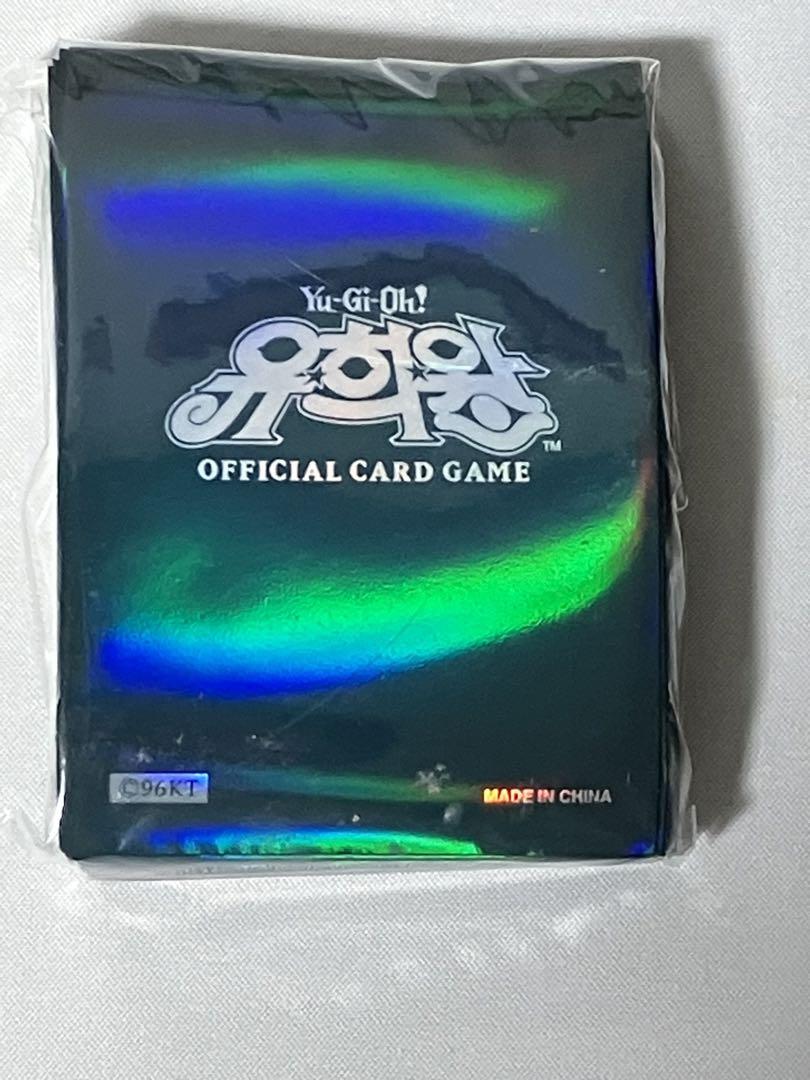 Yu-Gi-Oh!
유희왕
TM
OFFICIAL CARD GAME
©96KT
MADE IN CHINA